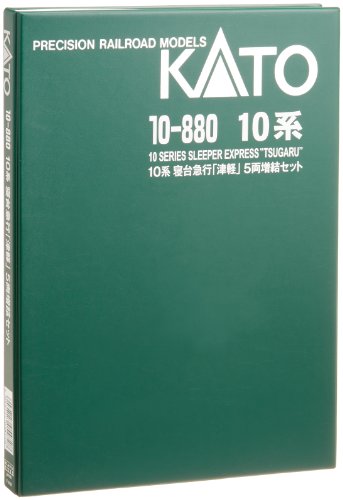 PRECISION RAILROAD MODELS
KATO
10-880 10系
10 SERIES SLEEPER EXPRESS "TSUGARU"
10系 寝台急行「津軽」5両増結セット
10-880 10系 寝台急行「津軽」5両増結セット